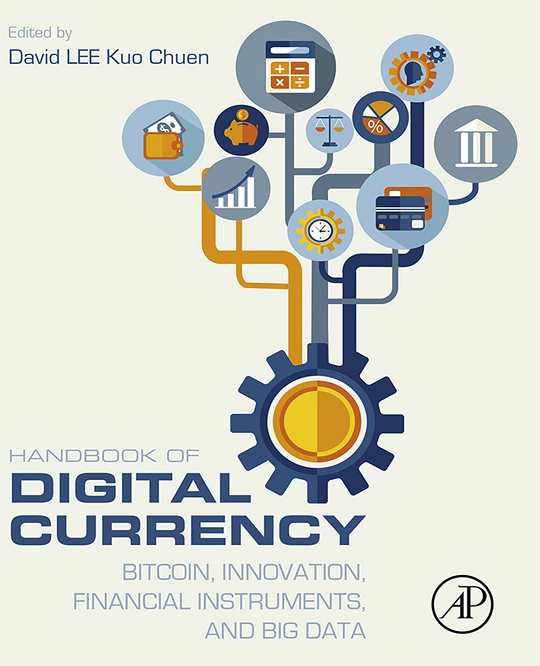 Edited by
David LEE Kuo Chuen
%
HANDBOOK OF
DIGITAL
CURRENCY
BITCOIN, INNOVATION,
FINANCIAL INSTRUMENTS,
AND BIG DATA
AP